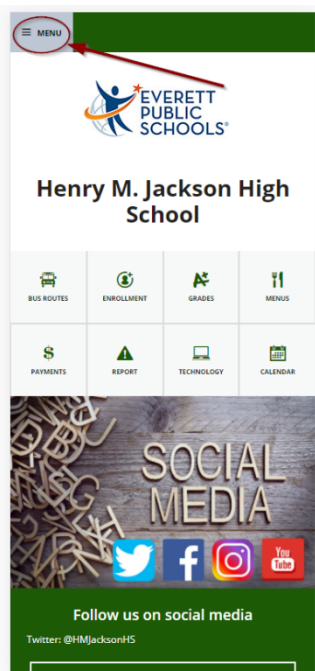 MENU
EVERETT
PUBLIC
SCHOOLS®
Henry M. Jackson High
School
BUS ROUTES
ENROLLMENT
GRADES
MENUS
PAYMENTS
REPORT
TECHNOLOGY
CALENDAR
SOCIAL
MEDIA
You
Tube
Follow us on social media
Twitter: @HMJacksonHS